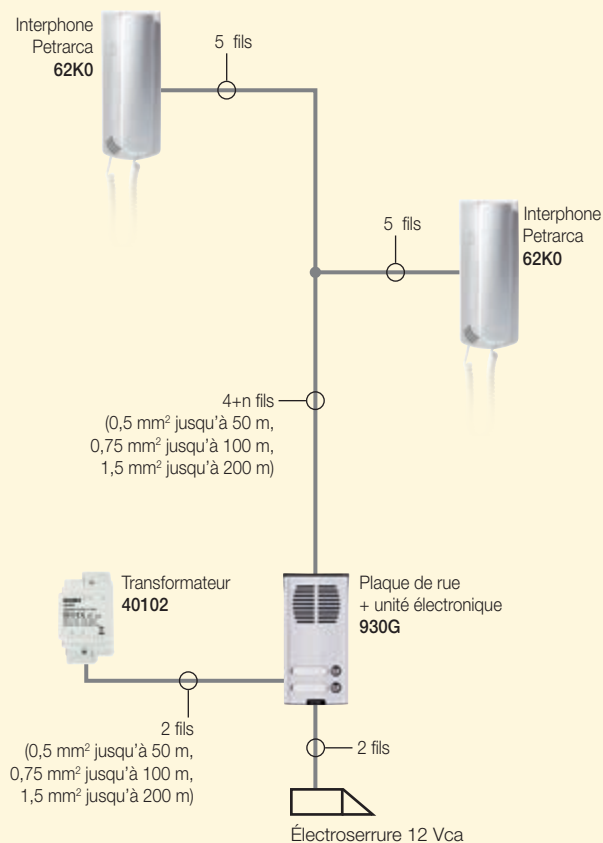 Interphone
Petrarca
62K0
5 fils
5 fils
Interphone
Petrarca
62K0
4+n fils
(0,5 mm² jusqu'à 50 m,
0,75 mm² jusqu'à 100 m,
1,5 mm² jusqu'à 200 m)
Transformateur
40102
Plaque de rue
+ unité électronique
930G
2 fils
(0,5 mm² jusqu'à 50 m,
0,75 mm² jusqu'à 100 m,
1,5 mm² jusqu'à 200 m)
2 fils
Électroserrure 12 Vca